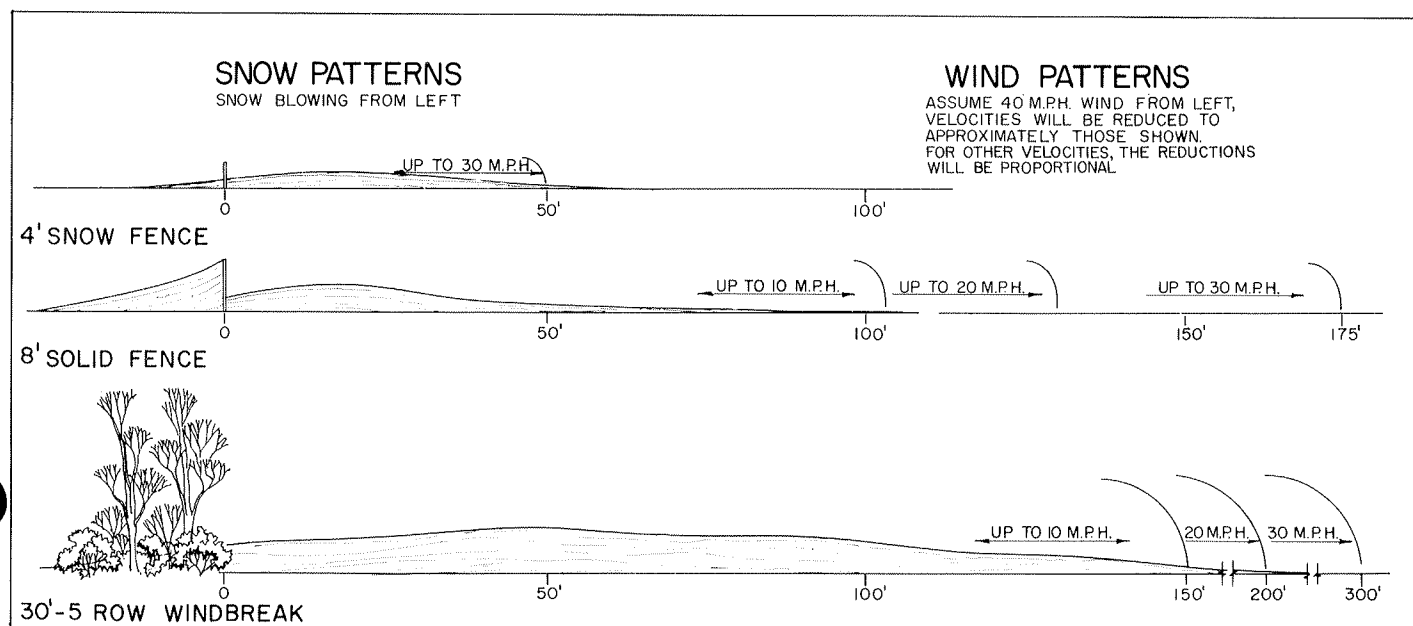 SNOW PATTERNS
SNOW BLOWING FROM LEFT
WIND PATTERNS
ASSUME 40 M.P.H. WIND FROM LEFT,
VELOCITIES WILL BE REDUCED TO
APPROXIMATELY THOSE SHOWN.
FOR OTHER VELOCITIES, THE REDUCTIONS
WILL BE PROPORTIONAL
UP TO 30 M.P.H.
0 50' 100'
4' SNOW FENCE
UP TO 10 M.P.H. UP TO 20 M.P.H. UP TO 30 M.P.H.
0 50' 100' 150' 175'
8' SOLID FENCE
UP TO 10 M.P.H. 20 M.P.H. 30 M.P.H.
0 50' 100' 150' 200' 300'
30'-5 ROW WINDBREAK